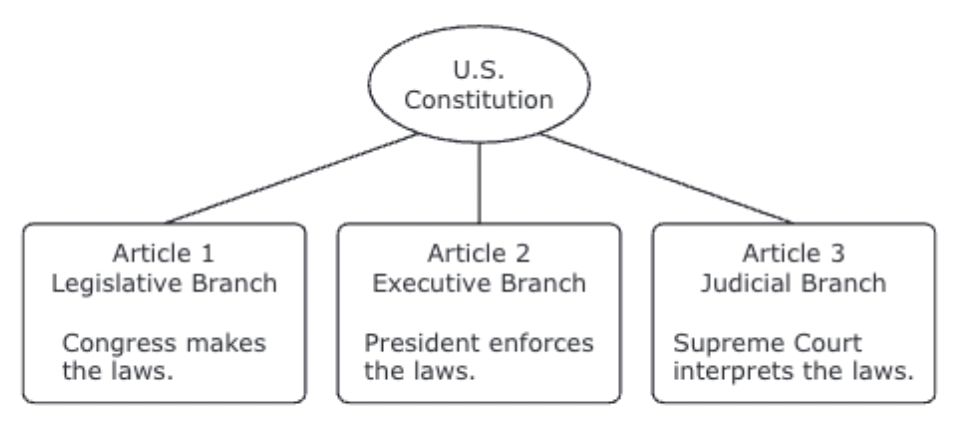 U.S.
Constitution
Article 1
Legislative Branch
Congress makes
the laws.
Article 2
Executive Branch
President enforces
the laws.
Article 3
Judicial Branch
Supreme Court
interprets the laws.